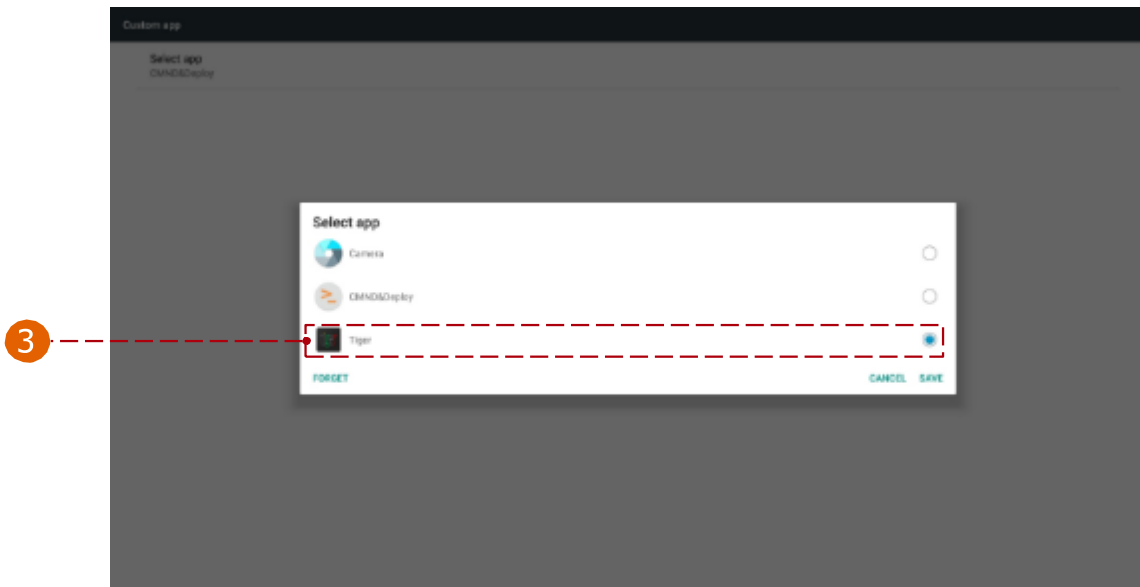 Custom app
Select app
CMND&Deploy
Select app
Camera
CMND&Deploy
3
Tiger
FORGET
CANCEL SAVE